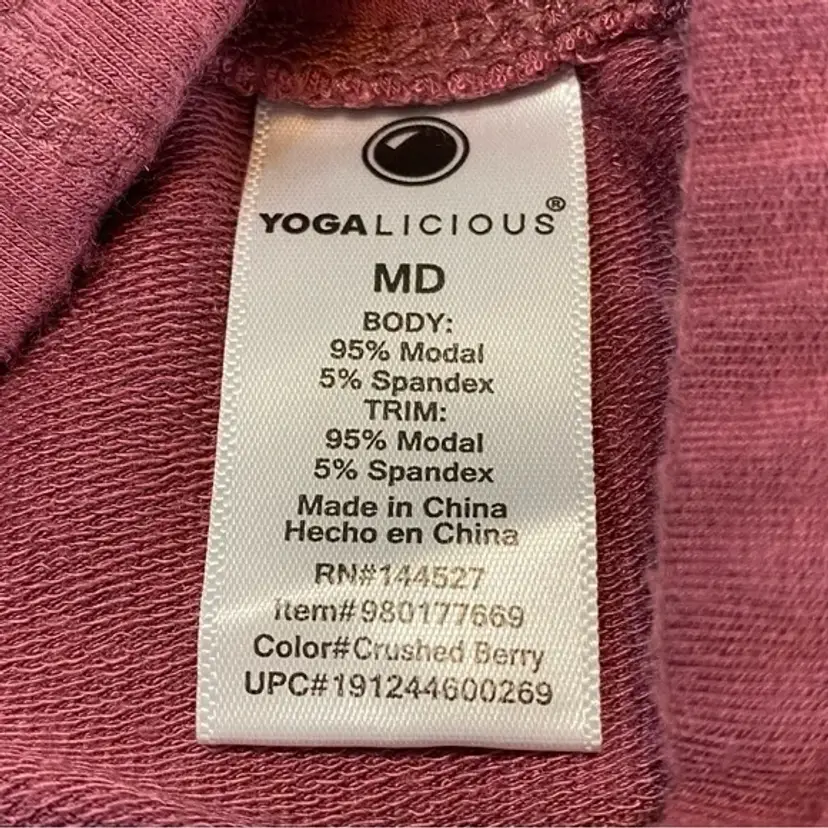 YOGALICIOUS®
MD
BODY:
95% Modal
5% Spandex
TRIM:
95% Modal
5% Spandex
Made in China
Hecho en China
RN#144527
Item#980177669
Color#Crushed Berry
UPC#191244600269